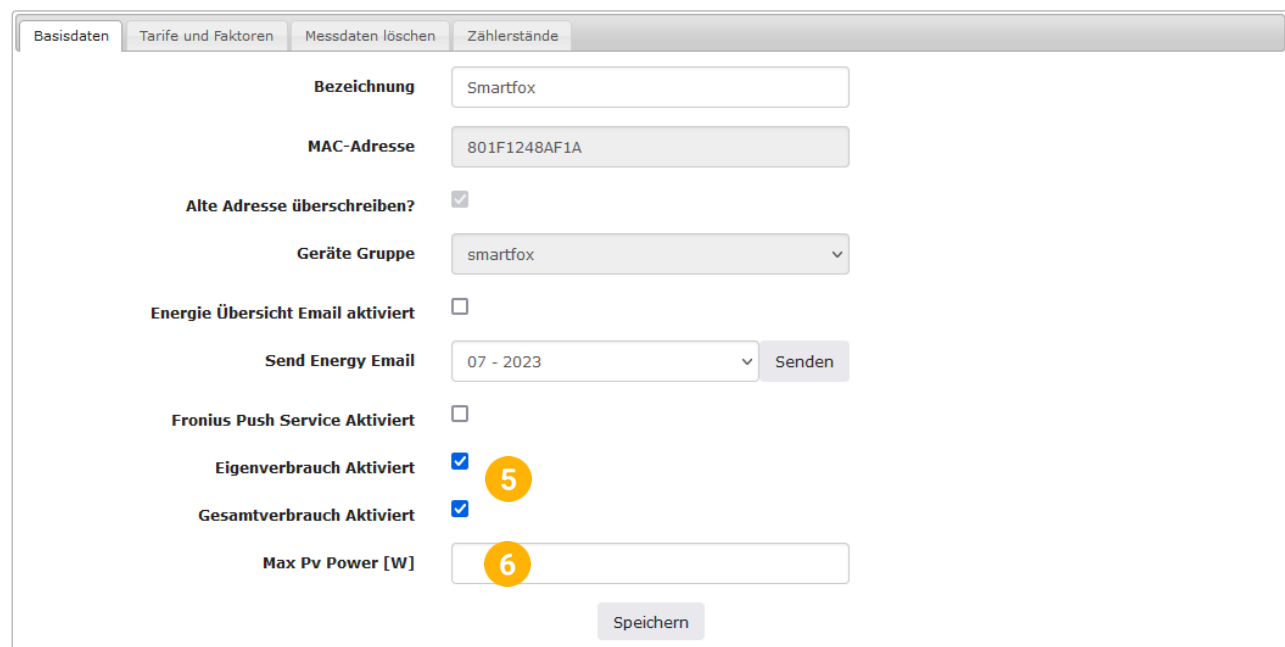 Basisdaten Tarife und Faktoren Messdaten löschen Zählerstände
Bezeichnung Smartfox
MAC-Adresse 801F1248AF1A
Alte Adresse überschreiben?
Geräte Gruppe smartfox
Energie Übersicht Email aktiviert
Send Energy Email 07 - 2023 Senden
Fronius Push Service Aktiviert
Eigenverbrauch Aktiviert
5
Gesamtverbrauch Aktiviert
Max Pv Power [W] 6
Speichern